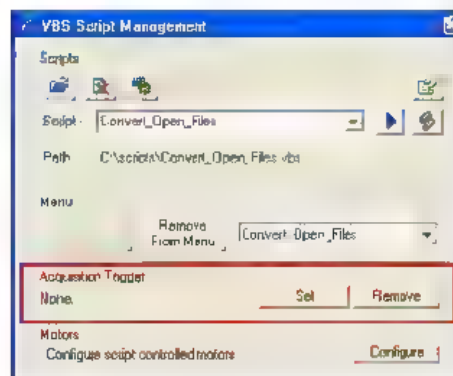 VBS Script Management
Scripts
Script: Convert_Open_Files
Path C:\scripts\Convert_Open_Files.vbs
Menu
Remove From Menu Convert_Open_Files
Acquisition Trigger
None. Set Remove
Motors
Configure script controlled motors Configure